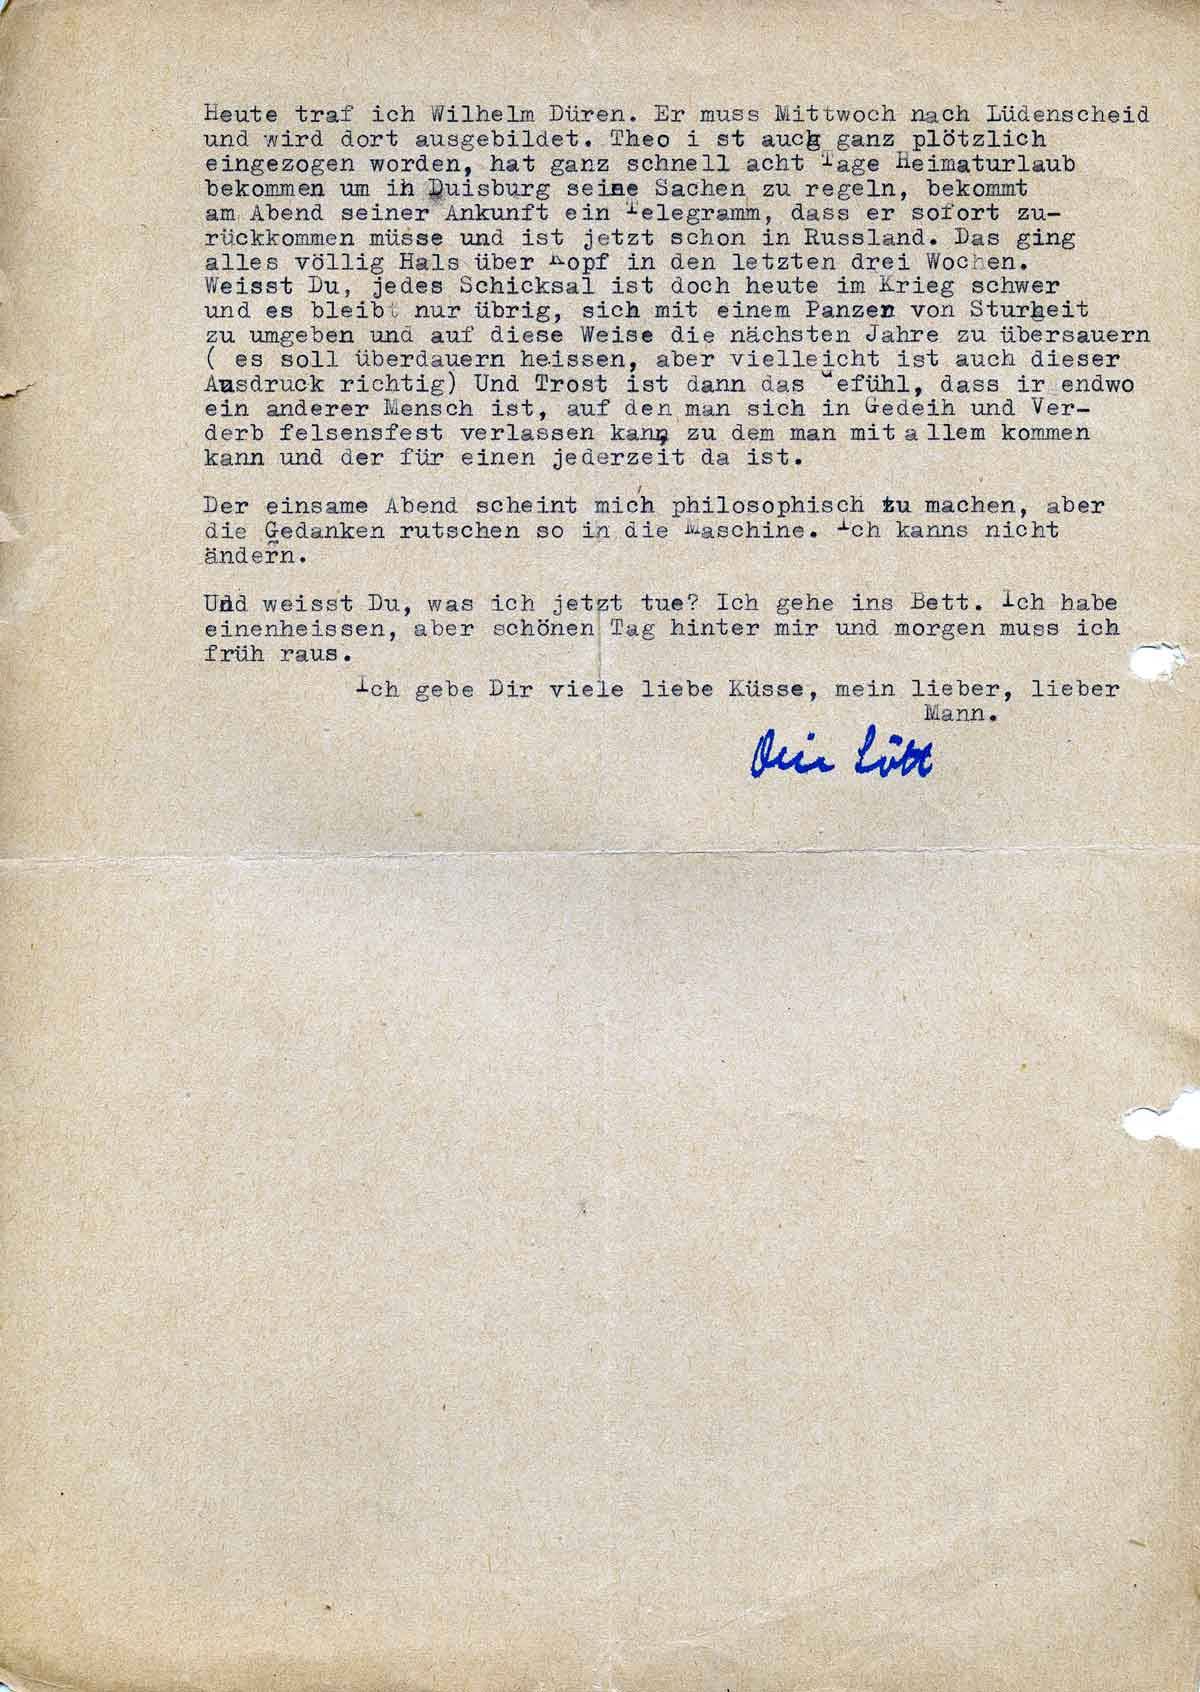 Heute traf ich Wilhelm Düren. Er muss Mittwoch nach Lüdenscheid
und wird dort ausgebildet. Theo i st auch ganz plötzlich
eingezogen worden, hat ganz schnell acht Tage Heimaturlaub
bekommen um in Duisburg seine Sachen zu regeln, bekommt
am Abend seiner Ankunft ein Telegramm, dass er sofort zu-
rückkommen müsse und ist jetzt schon in Russland. Das ging
alles völlig Hals über Kopf in den letzten drei Wochen.
Weisst Du, jedes Schicksal ist doch heute im Krieg schwer
und es bleibt nur übrig, sich mit einem Panzer von Sturheit
zu umgeben und auf diese Weise die nächsten Jahre zu übersauern
( es soll überdauern heissen, aber vielleicht ist auch dieser
Ausdruck richtig) Und Trost ist dann das Gefühl, dass ir endwo
ein anderer Mensch ist, auf den man sich in Gedeih und Ver-
derb felsensfest verlassen kann, zu dem man mit allem kommen
kann und der für einen jederzeit da ist.
Der einsame Abend scheint mich philosophisch zu machen, aber
die Gedanken rutschen so in die Maschine. Ich kanns nicht
ändern.
Und weisst Du, was ich jetzt tue? Ich gehe ins Bett. Ich habe
einenheissen, aber schönen Tag hinter mir und morgen muss ich
früh raus.
Ich gebe Dir viele liebe Küsse, mein lieber, lieber
Mann.
Dein Lött